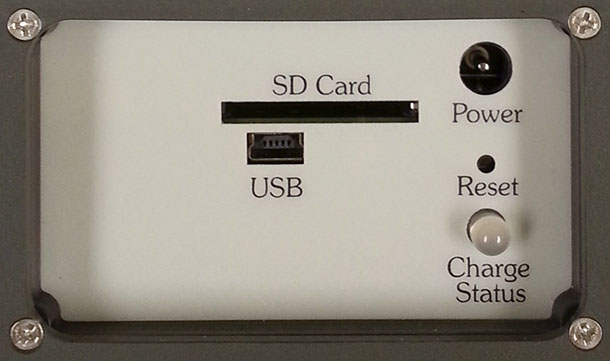 SD Card
USB
Power
Reset
Charge
Status